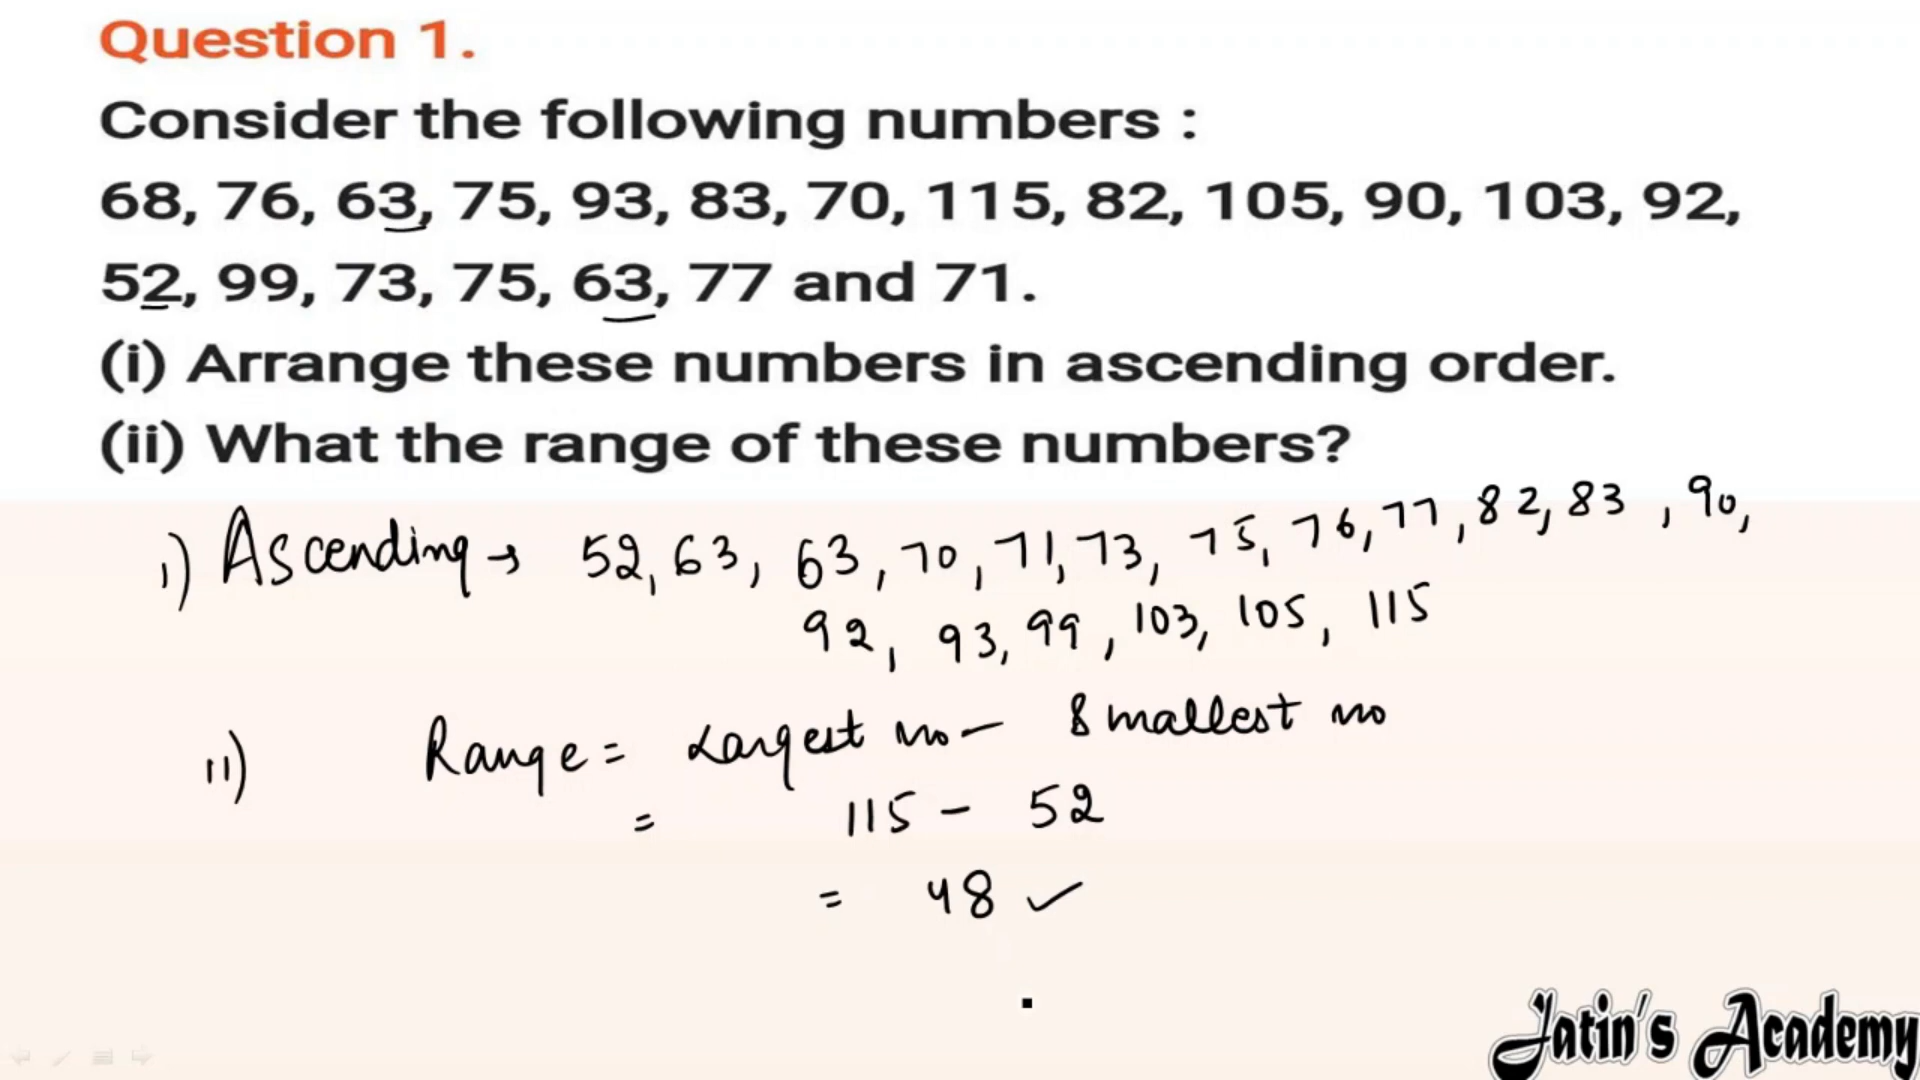 Question 1.
Consider the following numbers :
68, 76, 63, 75, 93, 83, 70, 115, 82, 105, 90, 103, 92,
52, 99, 73, 75, 63, 77 and 71.
(i) Arrange these numbers in ascending order.
(ii) What the range of these numbers?
i) Ascending → 52, 63, 63, 70, 71, 73, 75, 76, 77, 82, 83, 90,
92, 93, 99, 103, 105, 115
ii) Range = Largest no - Smallest no
= 115 - 52
= 48 ✓
Jatin's Academy